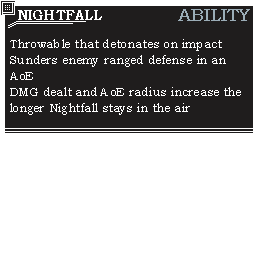 NIGHTFALL ABILITY
Throwable that detonates on impact
Sunders enemy ranged defense in an
AoE
DMG dealt and AoE radius increase the
longer Nightfall stays in the air